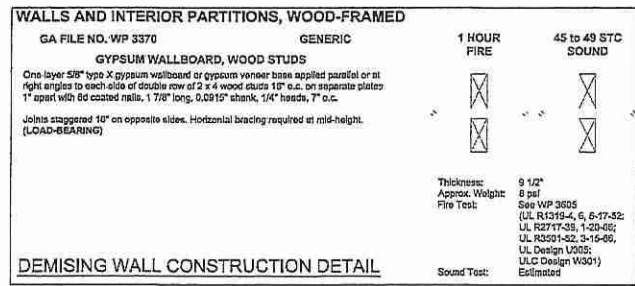 WALLS AND INTERIOR PARTITIONS, WOOD-FRAMED
GA FILE NO. WP 3370 GENERIC 1 HOUR 45 to 49 STC
FIRE SOUND
GYPSUM WALLBOARD, WOOD STUDS
One-layer 5/8" type X gypsum wallboard or gypsum veneer base applied parallel or at
right angles to each side of double row of 2 x 4 wood studs 16" o.c. on separate plates
1" apart with 6d coated nails, 1 7/8" long, 0.0915" shank, 1/4" heads, 7" o.c.
Joints staggered 16" on opposite sides. Horizontal bracing required at mid-height.
(LOAD-BEARING)
Thickness: 9 1/2"
Approx. Weight: 8 psf
Fire Test: See WP 3605
(UL R1319-4, 6, 6-17-52;
UL R2717-39, 1-20-66;
UL R3501-52, 3-15-66,
UL Design U305;
ULC Design W301)
Sound Test: Estimated
DEMISING WALL CONSTRUCTION DETAIL